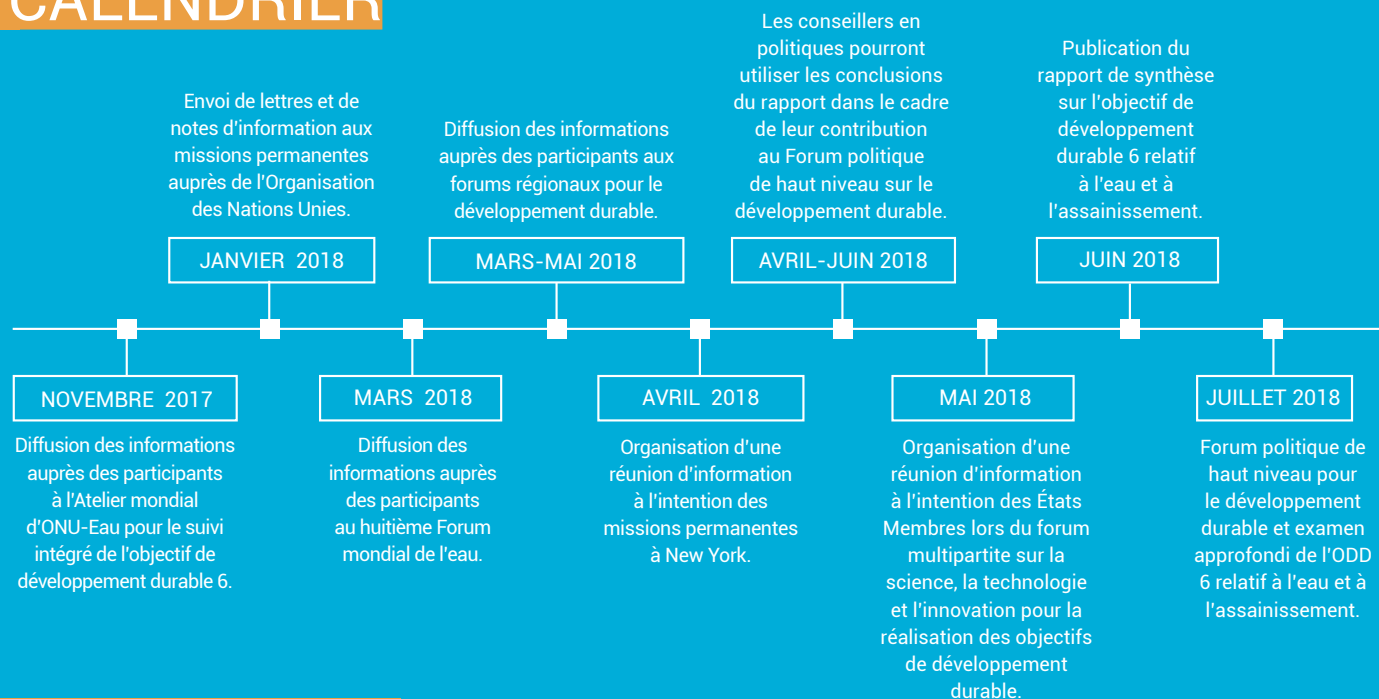 CALENDRIER
Envoi de lettres et de
notes d'information aux
missions permanentes
auprès de l'Organisation
des Nations Unies.
JANVIER 2018
Diffusion des informations
auprès des participants aux
forums régionaux pour le
développement durable.
MARS-MAI 2018
Les conseillers en
politiques pourront
utiliser les conclusions
du rapport dans le cadre
de leur contribution
au Forum politique
de haut niveau sur le
développement durable.
AVRIL-JUIN 2018
Publication du
rapport de synthèse
sur l'objectif de
développement
durable 6 relatif
à l'eau et à
l'assainissement.
JUIN 2018
NOVEMBRE 2017
Diffusion des informations
auprès des participants
à l'Atelier mondial
d'ONU-Eau pour le suivi
intégré de l'objectif de
développement durable 6.
MARS 2018
Diffusion des
informations auprès
des participants
au huitième Forum
mondial de l'eau.
AVRIL 2018
Organisation d'une
réunion d'information
à l'intention des
missions permanentes
à New York.
MAI 2018
Organisation d'une
réunion d'information
à l'intention des États
Membres lors du forum
multipartite sur la
science, la technologie
et l'innovation pour la
réalisation des objectifs
de développement
durable.
JUILLET 2018
Forum politique de
haut niveau pour
le développement
durable et examen
approfondi de l'ODD
6 relatif à l'eau et à
l'assainissement.